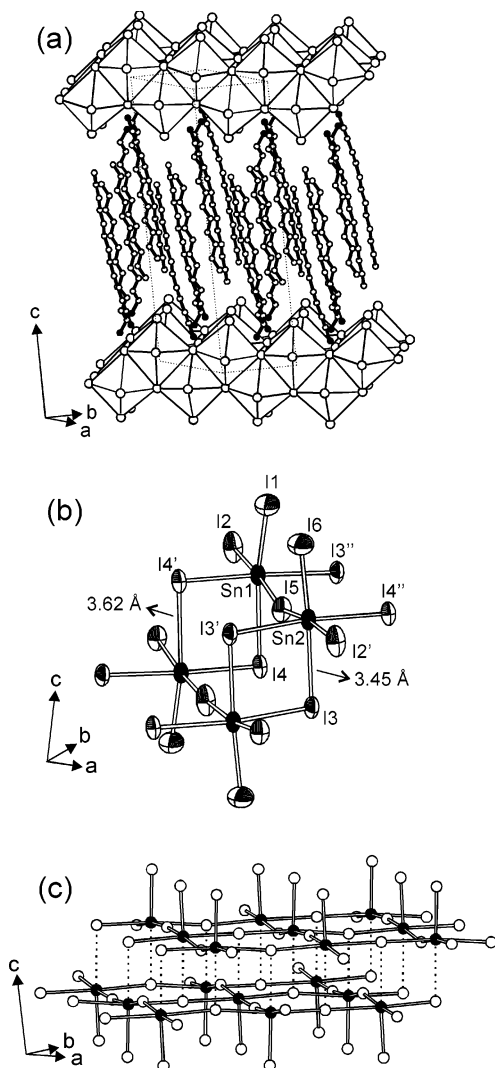 (a)
c
b
a
(b)
I1
I2
I6
I4'
I3''
Sn1
I5
I4''
3.62 Å
I3'
Sn2
I2'
I4
3.45 Å
I3
c
b
a
(c)
c
b
a